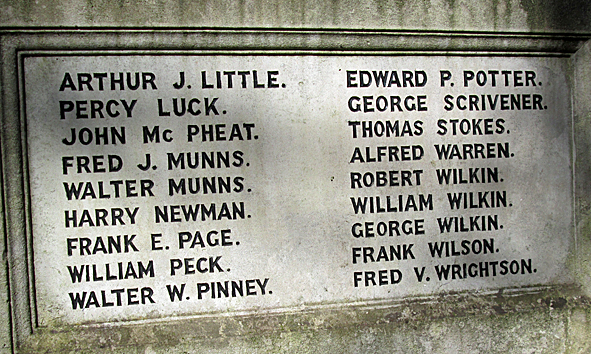 ARTHUR J. LITTLE.
PERCY LUCK.
JOHN Mc PHEAT.
FRED J. MUNNS.
WALTER MUNNS.
HARRY NEWMAN.
FRANK E. PAGE.
WILLIAM PECK.
WALTER W. PINNEY.
EDWARD P. POTTER.
GEORGE SCRIVENER.
THOMAS STOKES.
ALFRED WARREN.
ROBERT WILKIN.
WILLIAM WILKIN.
GEORGE WILKIN.
FRANK WILSON.
FRED V. WRIGHTSON.